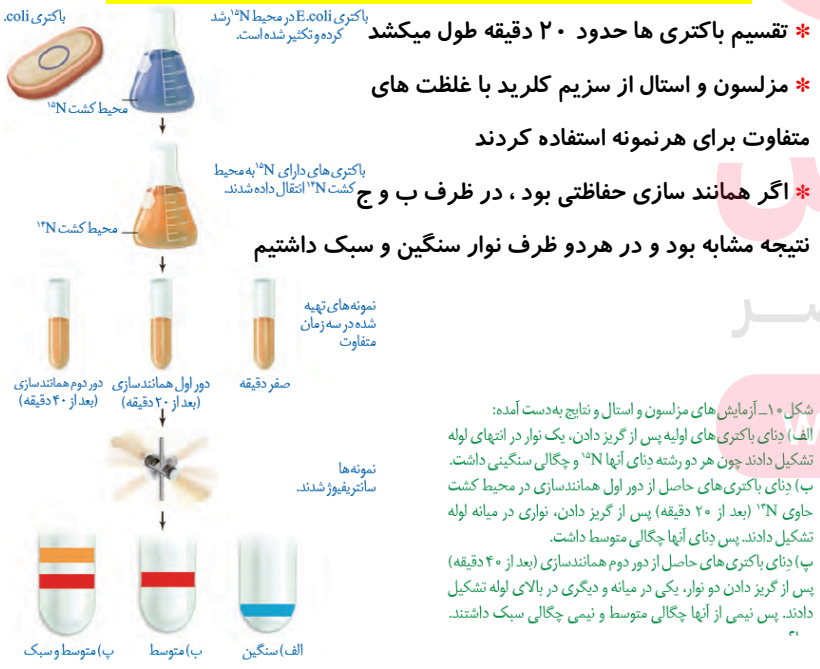 باکتری E.coli در محیط ¹⁵N رشد
کرده و تکثیر شده است.
باکتری coli.
محیط کشت ¹⁵N
* تقسیم باکتری ها حدود ۲۰ دقیقه طول میکشد
* مزلسون و استال از سزیم کلرید با غلظت های
متفاوت برای هرنمونه استفاده کردند
* اگر همانند سازی حفاظتی بود ، در ظرف ب و ج
نتیجه مشابه بود و در هردو ظرف نوار سنگین و سبک داشتیم
باکتری‌های دارای ¹⁵N به محیط
کشت ¹⁴N انتقال داده شدند.
محیط کشت ¹⁴N
نمونه‌های تهیه
شده در سه زمان
متفاوت
صفر دقیقه
دور اول همانندسازی
(بعد از ۲۰ دقیقه)
دور دوم همانندسازی
(بعد از ۴۰ دقیقه)
نمونه‌ها
سانتریفیوژ شدند.
الف) سنگین
ب) متوسط
پ) متوسط و سبک
شکل ۱۰ـ آزمایش‌های مزلسون و استال و نتایج به‌دست آمده:
الف) دِنای باکتری‌های اولیه پس از گریز دادن، یک نوار در انتهای لوله
تشکیل دادند چون هر دو رشته دِنای آنها ¹⁵N و چگالی سنگینی داشت.
ب) دِنای باکتری‌های حاصل از دور اول همانندسازی در محیط کشت
حاوی ¹⁴N (بعد از ۲۰ دقیقه) پس از گریز دادن، نواری در میانه لوله
تشکیل دادند. پس دِنای آنها چگالی متوسط داشت.
پ) دِنای باکتری‌های حاصل از دور دوم همانندسازی (بعد از ۴۰ دقیقه)
پس از گریز دادن دو نوار، یکی در میانه و دیگری در بالای لوله تشکیل
دادند. پس نیمی از آنها چگالی متوسط و نیمی چگالی سبک داشتند.